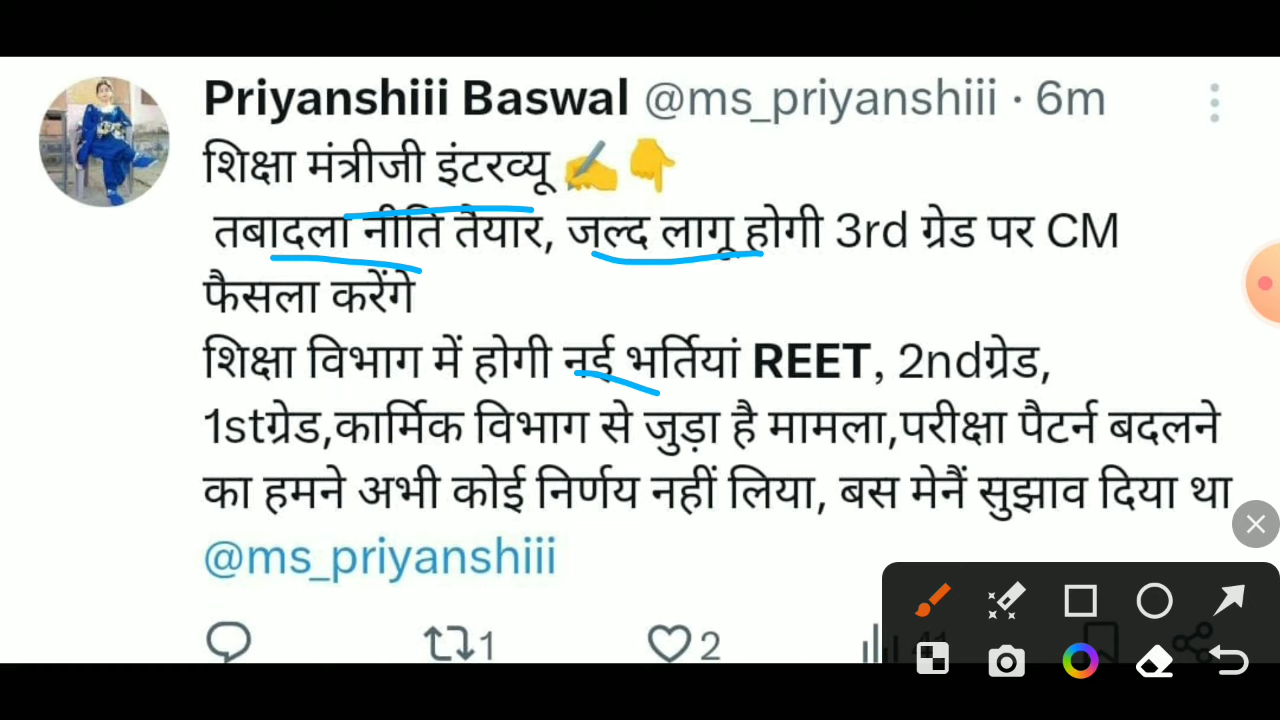 Priyanshiii Baswal @ms_priyanshiii · 6m
शिक्षा मंत्रीजी इंटरव्यू ✍️👇
तबादला नीति तैयार, जल्द लागू होगी 3rd ग्रेड पर CM
फैसला करेंगे
शिक्षा विभाग में होगी नई भर्तियां REET, 2ndग्रेड,
1stग्रेड,कार्मिक विभाग से जुड़ा है मामला,परीक्षा पैटर्न बदलने
का हमने अभी कोई निर्णय नहीं लिया, बस मेनैं सुझाव दिया था
@ms_priyanshiii
1 2 41